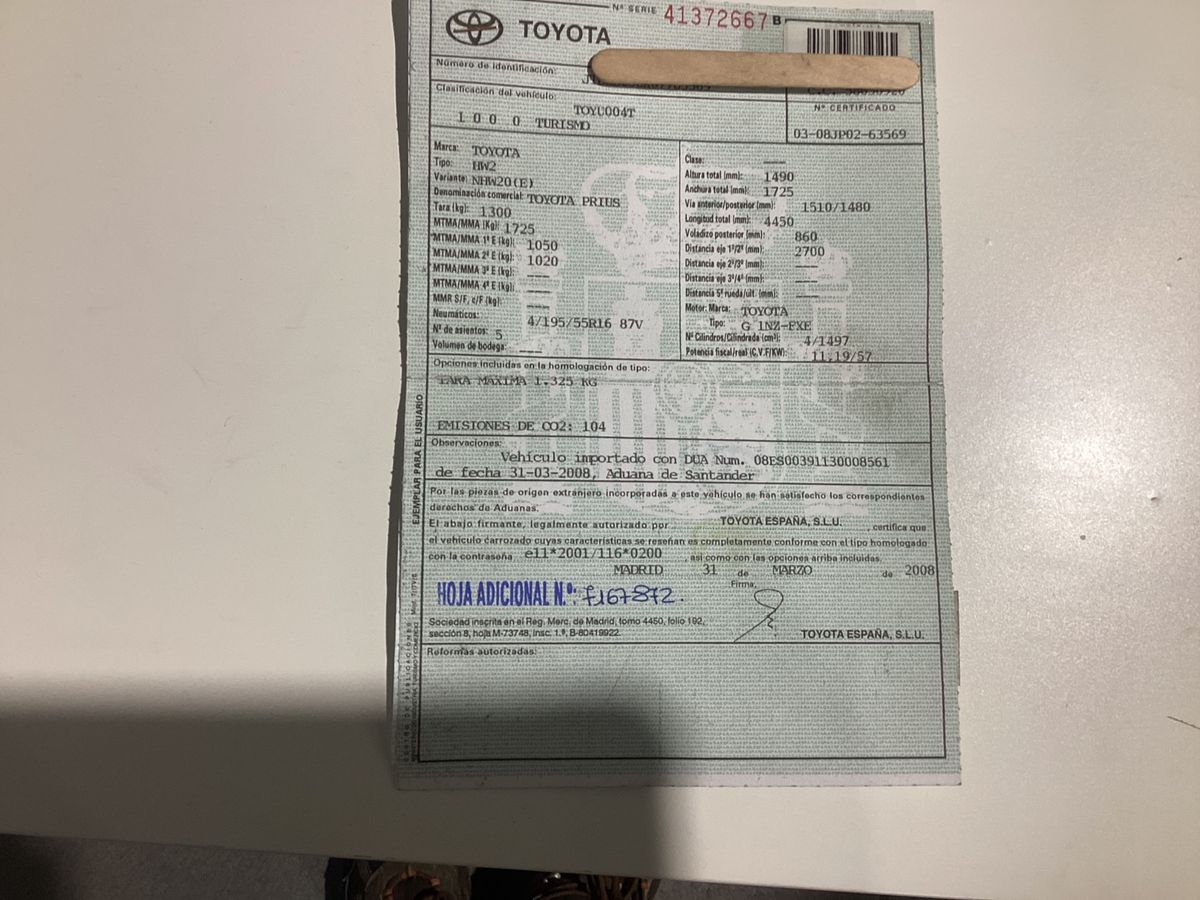 Nº SERIE 41372667 B
TOYOTA
Número de identificación:
Clasificación del vehículo:
Nº CERTIFICADO
TOYU004T
1 0 0 0 TURISMO
03-08JP02-63569
Marca: TOYOTA
Tipo: HW2
Variante: NHW20(E)
Denominación comercial: TOYOTA PRIUS
Tara (kg): 1300
MTMA/MMA (Kg): 1725
MTMA/MMA 1º E (kg): 1050
MTMA/MMA 2º E (kg): 1020
MTMA/MMA 3º E (kg): ---
MTMA/MMA 4º E (kg): ---
MMR S/F, c/F (kg): ---
Neumáticos: 4/195/55R16 87V
Nº de asientos: 5
Volumen de bodega: ---
Clase: ---
Altura total (mm): 1490
Anchura total (mm): 1725
Vía anterior/posterior (mm): 1510/1480
Longitud total (mm): 4450
Voladizo posterior (mm): 860
Distancia eje 1º/2º (mm): 2700
Distancia eje 2º/3º (mm): ---
Distancia eje 3º/4º (mm): ---
Distancia 5ª rueda/últ. (mm): ---
Motor: Marca: TOYOTA
Tipo: G 1NZ-FXE
Nº Cilindros/Cilindrada (cm³): 4/1497
Potencia fiscal/real (C.V.F/KW): 11,19/57
Opciones incluidas en la homologación de tipo:
TARA MAXIMA 1.325 KG
EMISIONES DE CO2: 104
Observaciones:
Vehículo importado con DUA Num. 08ES00391130008561
de fecha 31-03-2008, Aduana de Santander
Por las piezas de origen extranjero incorporadas a este vehículo se han satisfecho los correspondientes
derechos de Aduanas.
El abajo firmante, legalmente autorizado por TOYOTA ESPAÑA, S.L.U. , certifica que
el vehículo carrozado cuyas características se reseñan es completamente conforme con el tipo homologado
con la contraseña e11*2001/116*0200 , así como con las opciones arriba incluidas.
MADRID 31 de MARZO de 2008
Firma,
HOJA ADICIONAL N.º: f167872.
Sociedad inscrita en el Reg. Merc. de Madrid, tomo 4450, folio 192,
sección 8, hoja M-73748, insc. 1.ª, B-80419922.
TOYOTA ESPAÑA, S.L.U.
Reformas autorizadas:
EJEMPLAR PARA EL USUARIO